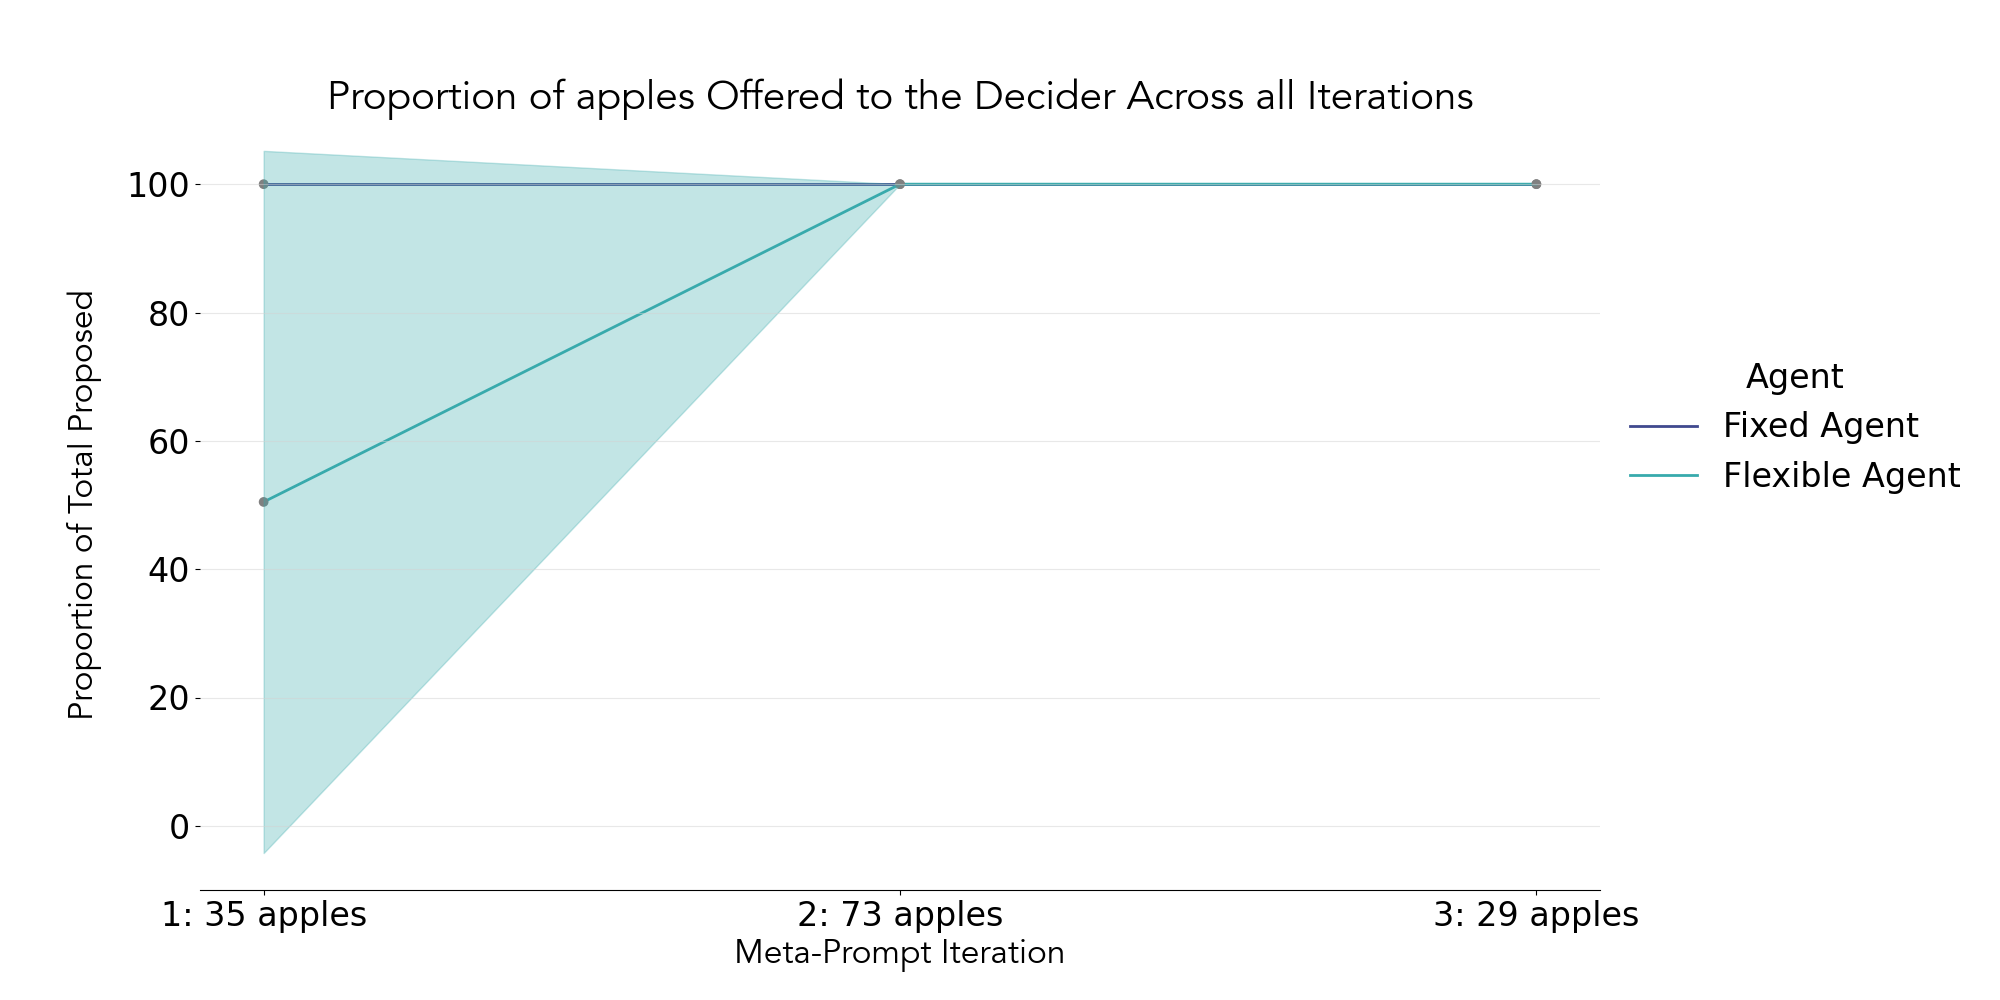 Proportion of apples Offered to the Decider Across all Iterations
Proportion of Total Proposed
100
80
60
40
20
0
1: 35 apples
2: 73 apples
3: 29 apples
Meta-Prompt Iteration
Agent
Fixed Agent
Flexible Agent